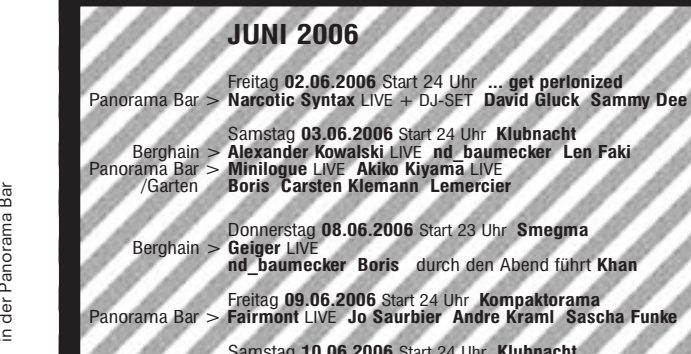 in der Panorama Bar
JUNI 2006
Freitag 02.06.2006 Start 24 Uhr ... get perlonized
Panorama Bar > Narcotic Syntax LIVE + DJ-SET David Gluck Sammy Dee
Samstag 03.06.2006 Start 24 Uhr Klubnacht
Berghain > Alexander Kowalski LIVE nd_baumecker Len Faki
Panorama Bar > Minilogue LIVE Akiko Kiyama LIVE
/Garten Boris Carsten Klemann Lemercier
Donnerstag 08.06.2006 Start 23 Uhr Smegma
Berghain > Geiger LIVE
nd_baumecker Boris durch den Abend führt Khan
Freitag 09.06.2006 Start 24 Uhr Kompaktorama
Panorama Bar > Fairmont LIVE Jo Saurbier Andre Kraml Sascha Funke
Samstag 10.06.2006 Start 24 Uhr Klubnacht